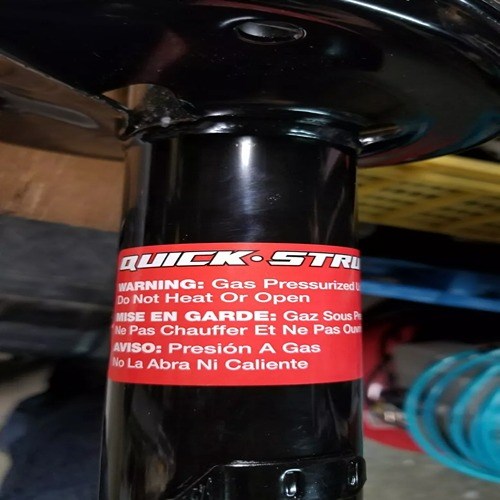 QUICK·STRU
WARNING: Gas Pressurized U
Do Not Heat Or Open
MISE EN GARDE: Gaz Sous P
Ne Pas Chauffer Et Ne Pas Ouv
AVISO: Presión A Gas
No La Abra Ni Caliente